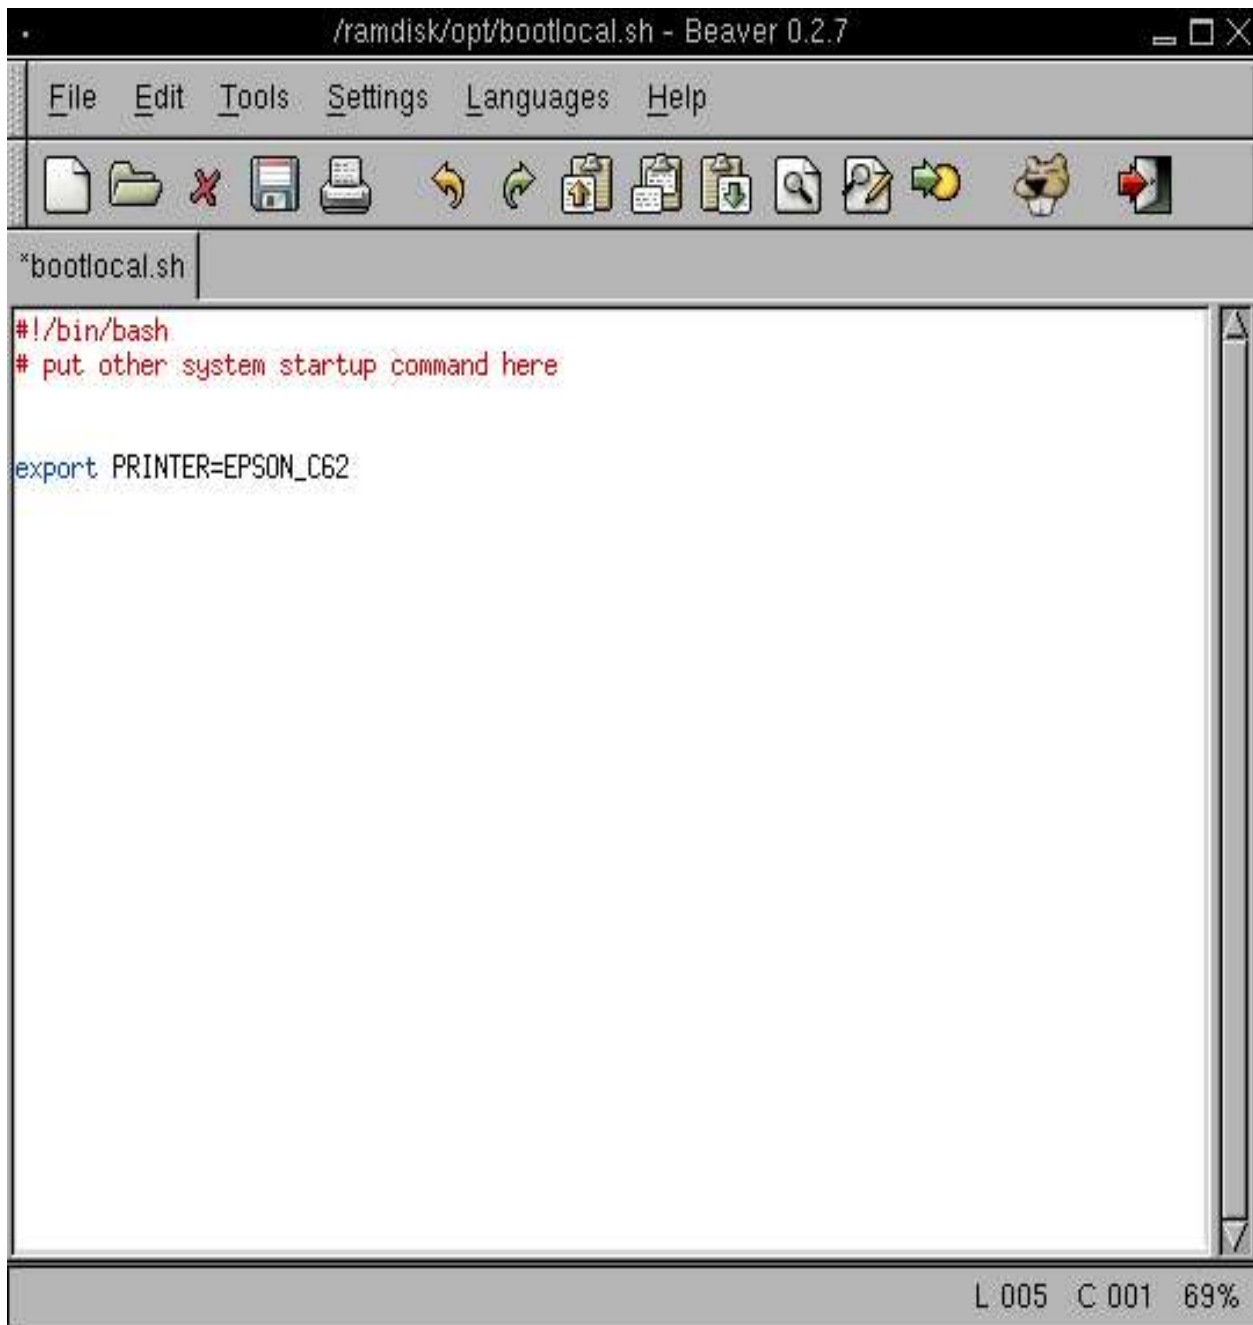 /ramdisk/opt/bootlocal.sh - Beaver 0.2.7
File Edit Tools Settings Languages Help
*bootlocal.sh
#!/bin/bash
# put other system startup command here
export PRINTER=EPSON_C62
L 005 C 001 69%